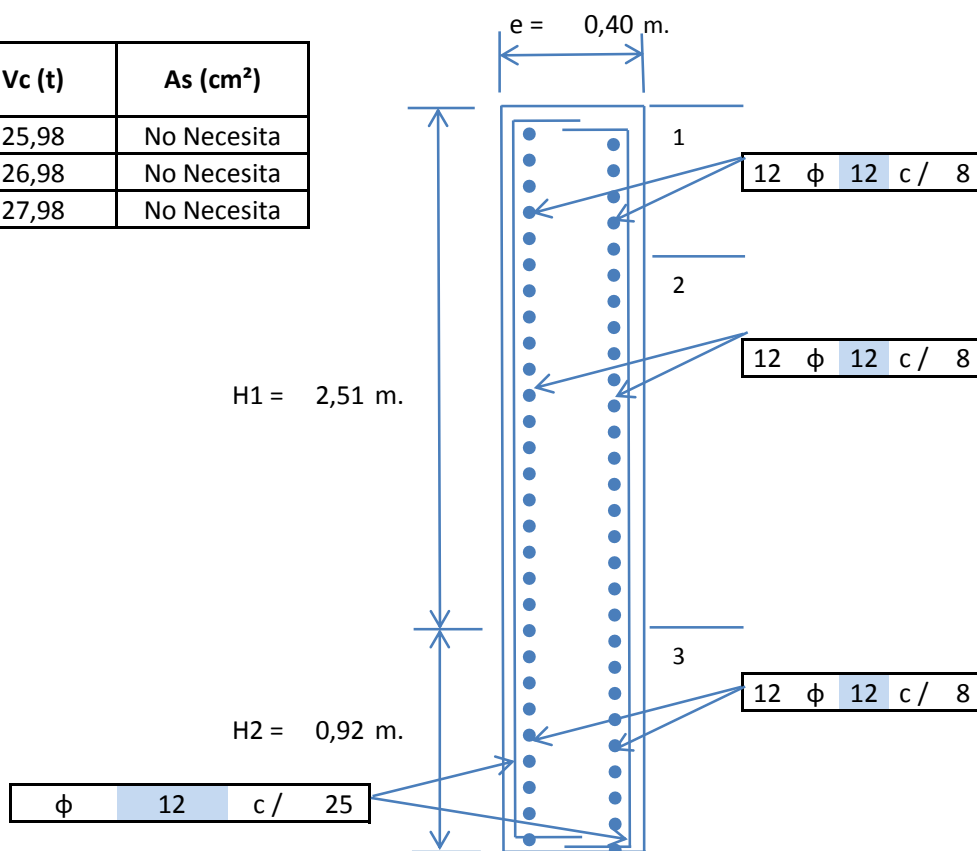 e = 0,40 m.
Vc (t) As (cm²)
25,98 No Necesita
26,98 No Necesita
27,98 No Necesita
1
12 ϕ 12 c / 8
2
12 ϕ 12 c / 8
H1 = 2,51 m.
3
12 ϕ 12 c / 8
H2 = 0,92 m.
ϕ 12 c / 25